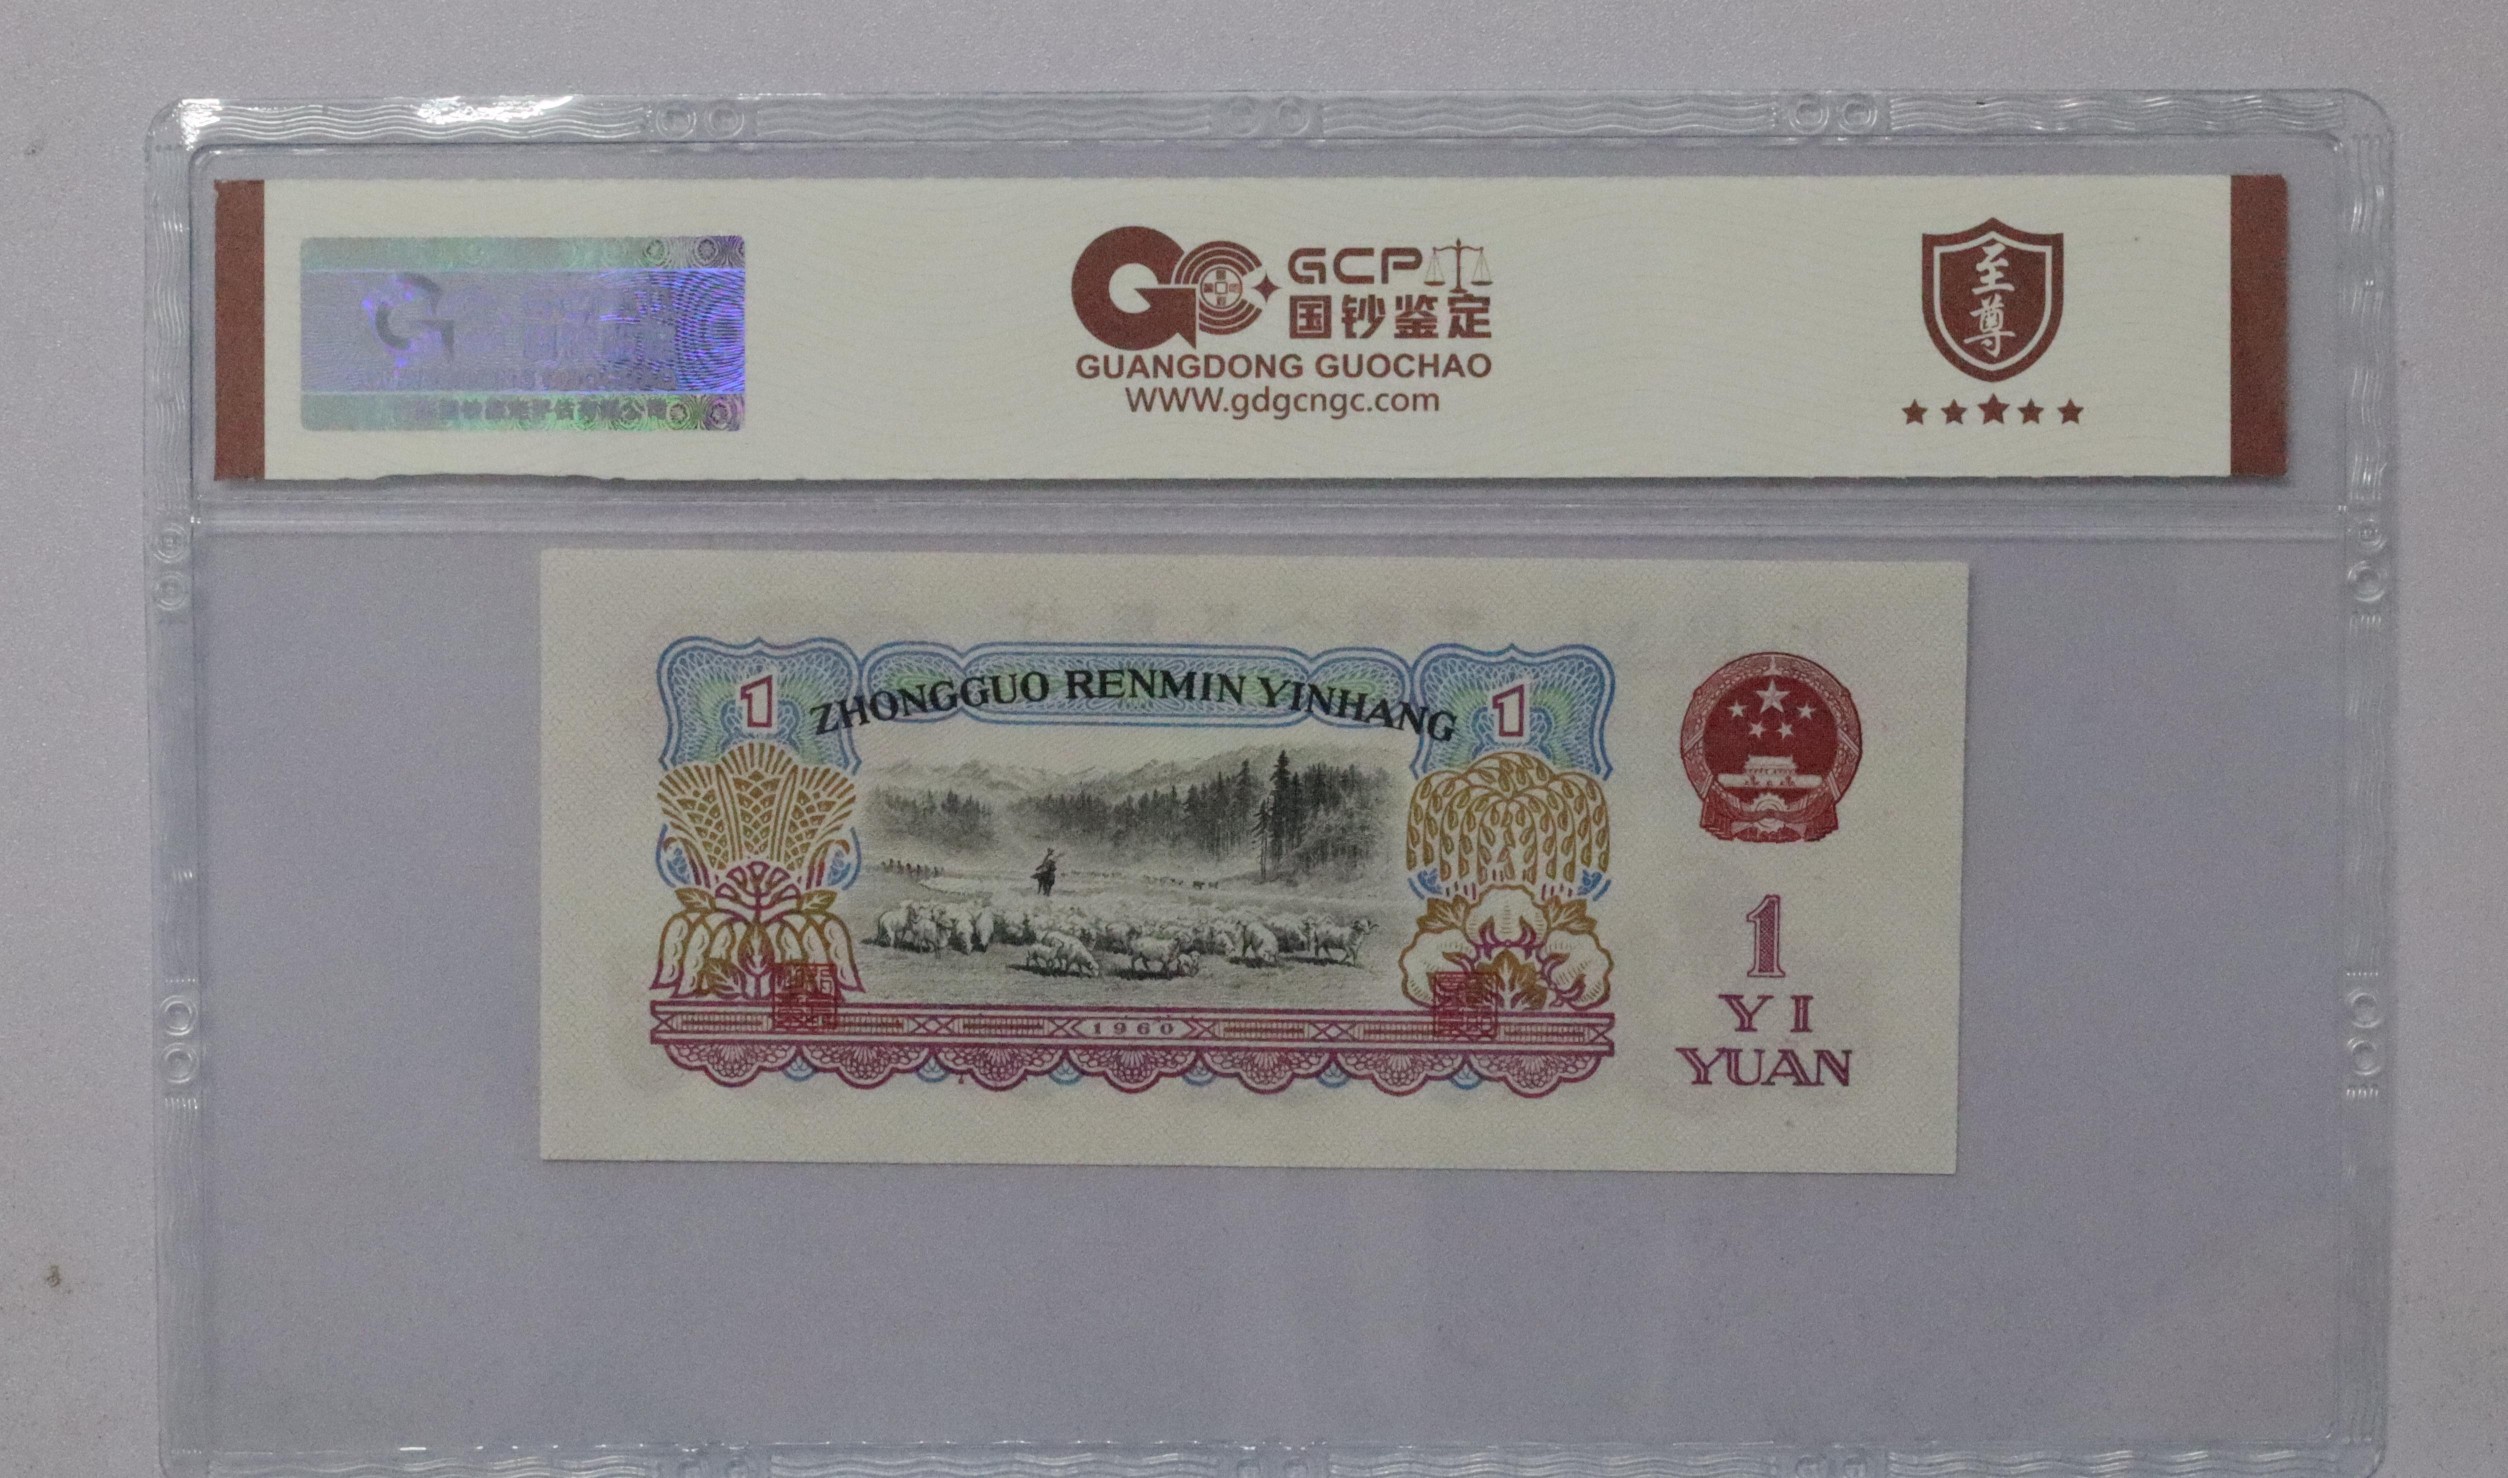 GCP
国钞鉴定
GUANGDONG GUOCHAO
WWW.gdgcngc.com
至尊
1
ZHONGGUO RENMIN YINHANG
1
1960
1
YI
YUAN